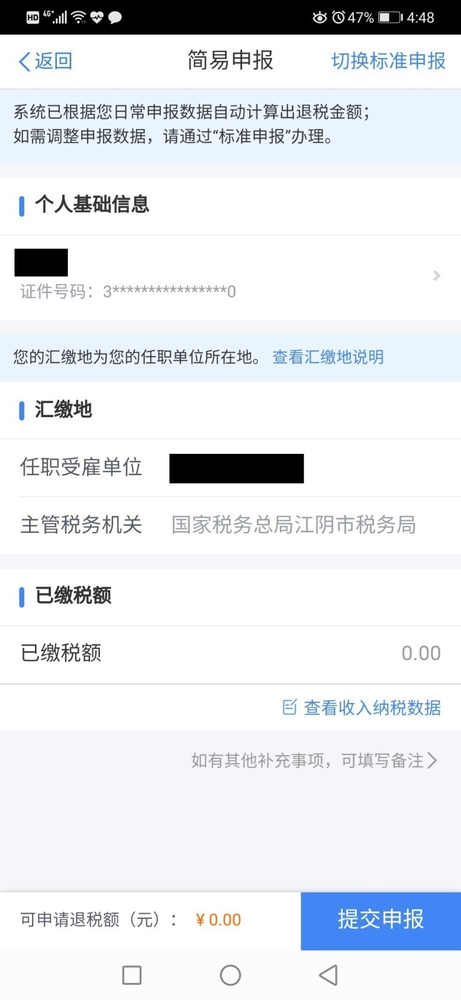 HD 4G+ 47% 4:48
返回 简易申报 切换标准申报
系统已根据您日常申报数据自动计算出退税金额；
如需调整申报数据，请通过“标准申报”办理。
个人基础信息
证件号码：3****************0
您的汇缴地为您的任职单位所在地。 查看汇缴地说明
汇缴地
任职受雇单位
主管税务机关 国家税务总局江阴市税务局
已缴税额
已缴税额 0.00
查看收入纳税数据
如有其他补充事项，可填写备注
可申请退税额（元）： ¥ 0.00 提交申报